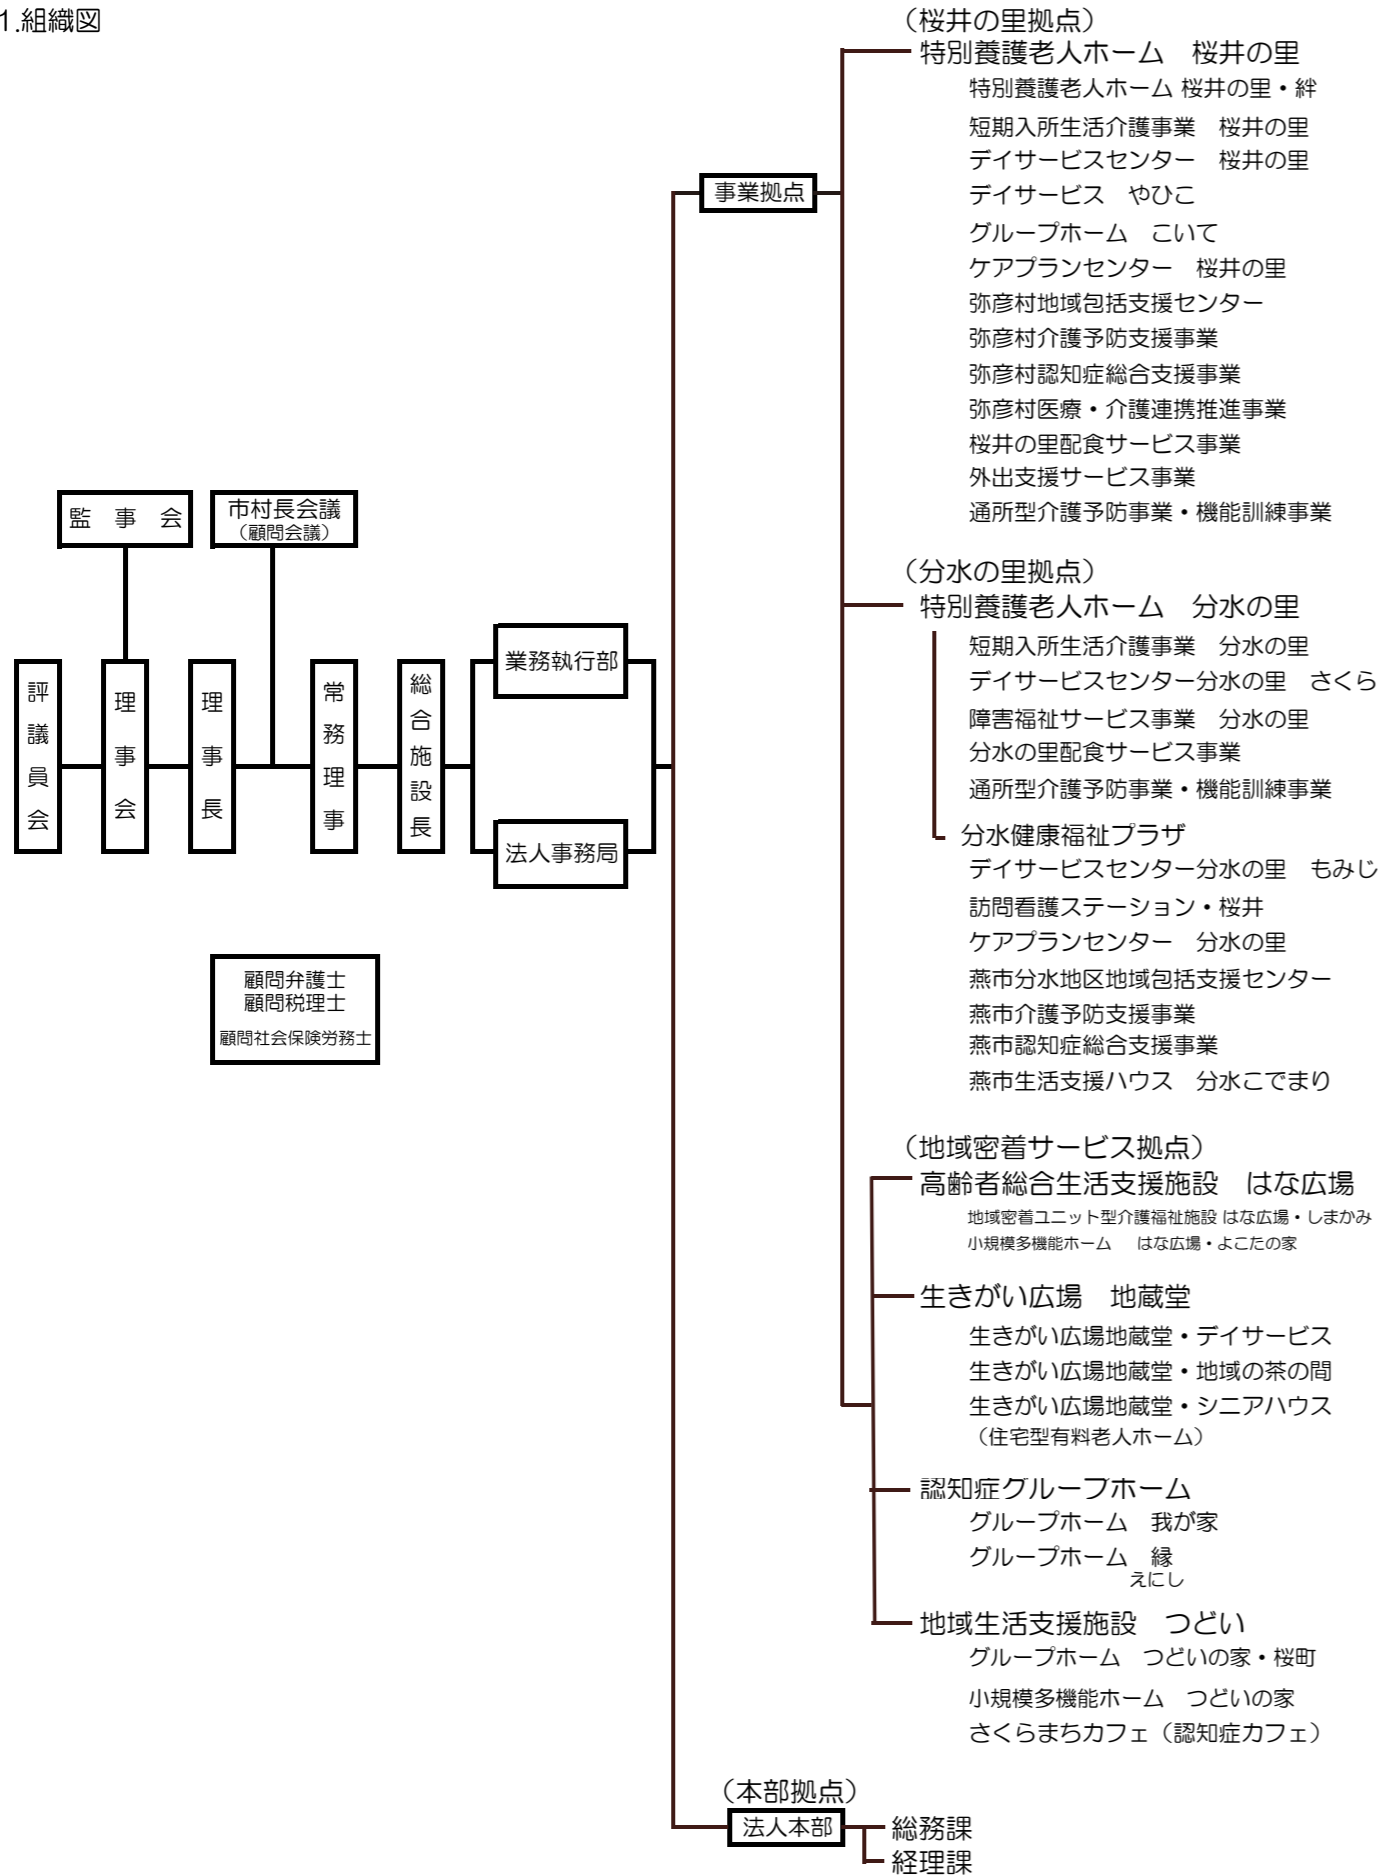 1.組織図
監　事　会
市村長会議
（顧問会議）
評議員会
理事会
理事長
常務理事
総合施設長
業務執行部
法人事務局
顧問弁護士
顧問税理士
顧問社会保険労務士
事業拠点
（桜井の里拠点）
特別養護老人ホーム　桜井の里
特別養護老人ホーム 桜井の里・絆
短期入所生活介護事業　桜井の里
デイサービスセンター　桜井の里
デイサービス　やひこ
グループホーム　こいて
ケアプランセンター　桜井の里
弥彦村地域包括支援センター
弥彦村介護予防支援事業
弥彦村認知症総合支援事業
弥彦村医療・介護連携推進事業
桜井の里配食サービス事業
外出支援サービス事業
通所型介護予防事業・機能訓練事業
（分水の里拠点）
特別養護老人ホーム　分水の里
短期入所生活介護事業　分水の里
デイサービスセンター分水の里　さくら
障害福祉サービス事業　分水の里
分水の里配食サービス事業
通所型介護予防事業・機能訓練事業
分水健康福祉プラザ
デイサービスセンター分水の里　もみじ
訪問看護ステーション・桜井
ケアプランセンター　分水の里
燕市分水地区地域包括支援センター
燕市介護予防支援事業
燕市認知症総合支援事業
燕市生活支援ハウス　分水こでまり
（地域密着サービス拠点）
高齢者総合生活支援施設　はな広場
地域密着ユニット型介護福祉施設 はな広場・しまかみ
小規模多機能ホーム　はな広場・よこたの家
生きがい広場　地蔵堂
生きがい広場地蔵堂・デイサービス
生きがい広場地蔵堂・地域の茶の間
生きがい広場地蔵堂・シニアハウス
（住宅型有料老人ホーム）
認知症グループホーム
グループホーム　我が家
グループホーム　縁
えにし
地域生活支援施設　つどい
グループホーム　つどいの家・桜町
小規模多機能ホーム　つどいの家
さくらまちカフェ（認知症カフェ）
（本部拠点）
法人本部
総務課
経理課